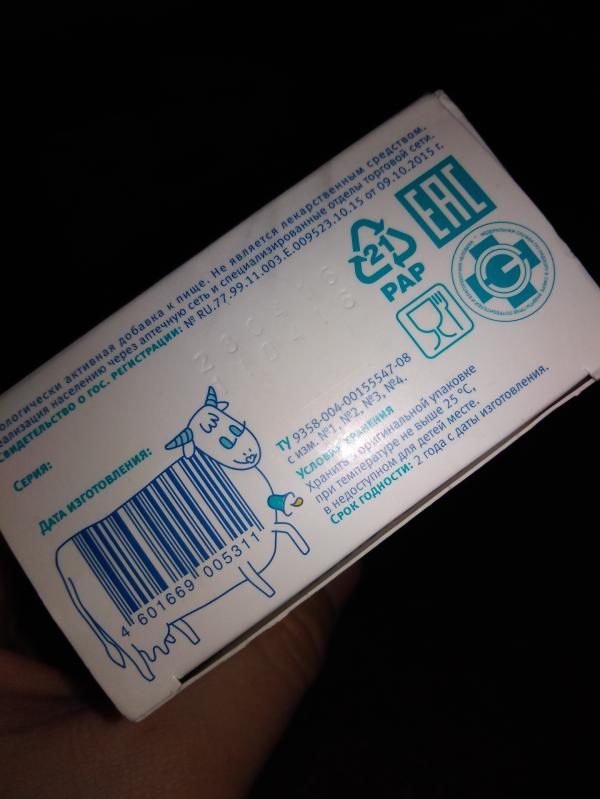 ологически активная добавка к пище. Не является лекарственным средством.
ализация населению через аптечную сеть и специализированные отделы торговой сети.
Свидетельство о гос. регистрации: № RU.77.99.11.003.Е.009523.10.15 от 09.10.2015 г.
EAC
21
PAP
Серия:
Дата изготовления:
4 601669 005311
ТУ 9358-004-00155547-08
с изм. №1, №2, №3, №4.
Условия хранения
Хранить в оригинальной упаковке
при температуре не выше 25 °С,
в недоступном для детей месте.
Срок годности: 2 года с даты изготовления.